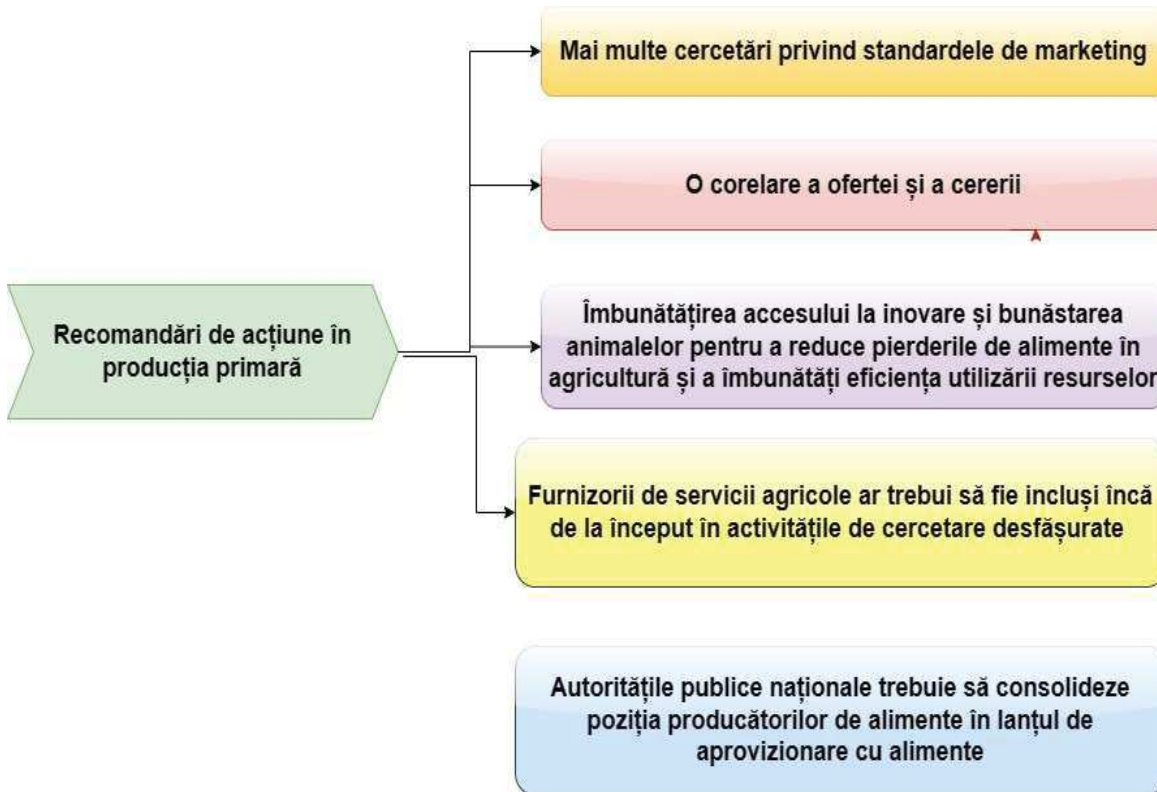 Mai multe cercetări privind standardele de marketing
O corelare a ofertei și a cererii
Recomandări de acțiune în
producția primară
Îmbunătățirea accesului la inovare și bunăstarea
animalelor pentru a reduce pierderile de alimente în
agricultură și a îmbunătăți eficiența utilizării resurselor
Furnizorii de servicii agricole ar trebui să fie incluși încă
de la început în activitățile de cercetare desfășurate
Autoritățile publice naționale trebuie să consolideze
poziția producătorilor de alimente în lanțul de
aprovizionare cu alimente